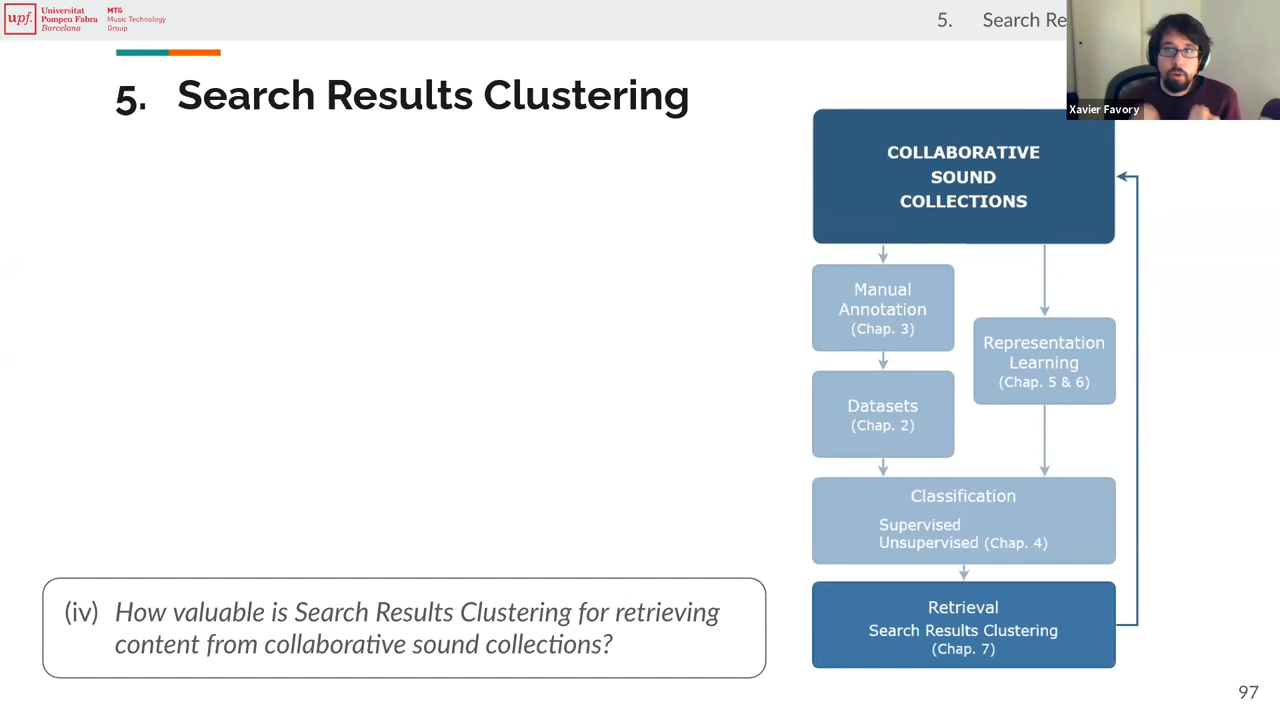 upf.
Universitat
Pompeu Fabra
Barcelona
MTG
Music Technology
Group
5. Search Re
Xavier Favory
5. Search Results Clustering
COLLABORATIVE
SOUND
COLLECTIONS
Manual
Annotation
(Chap. 3)
Representation
Learning
(Chap. 5 & 6)
Datasets
(Chap. 2)
Classification
Supervised
Unsupervised (Chap. 4)
Retrieval
Search Results Clustering
(Chap. 7)
(iv) How valuable is Search Results Clustering for retrieving
content from collaborative sound collections?
97